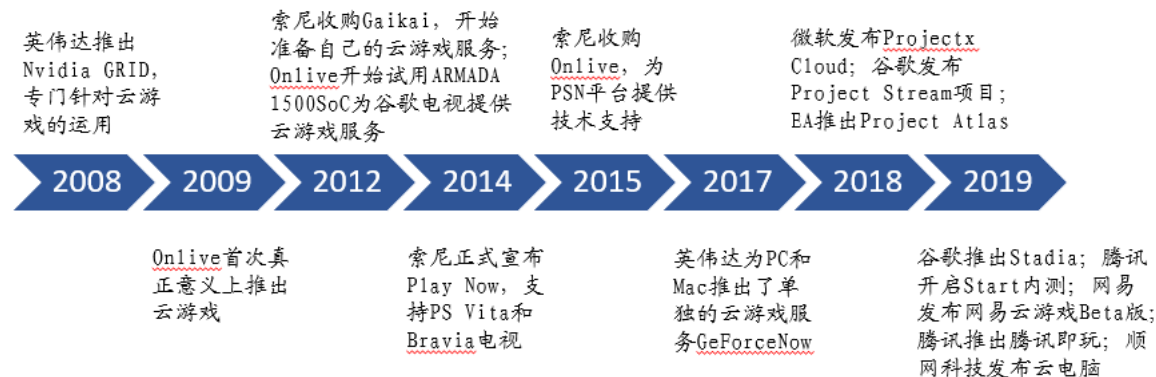 英伟达推出
Nvidia GRID,
专门针对云游
戏的运用
索尼收购Gaikai, 开始
准备自己的云游戏服务;
Onlive开始试用ARMADA
1500SoC为谷歌电视提供
云游戏服务
索尼收购
Onlive, 为
PSN平台提供
技术支持
微软发布Projectx
Cloud; 谷歌发布
Project Stream项目;
EA推出Project Atlas
2008 2009 2012 2014 2015 2017 2018 2019
Onlive首次真
正意义上推出
云游戏
索尼正式宣布
Play Now, 支
持PS Vita和
Bravia电视
英伟达为PC和
Mac推出了单
独的云游戏服
务GeForceNow
谷歌推出Stadia; 腾讯
开启Start内测; 网易
发布网易云游戏Beta版;
腾讯推出腾讯即玩; 顺
网科技发布云电脑